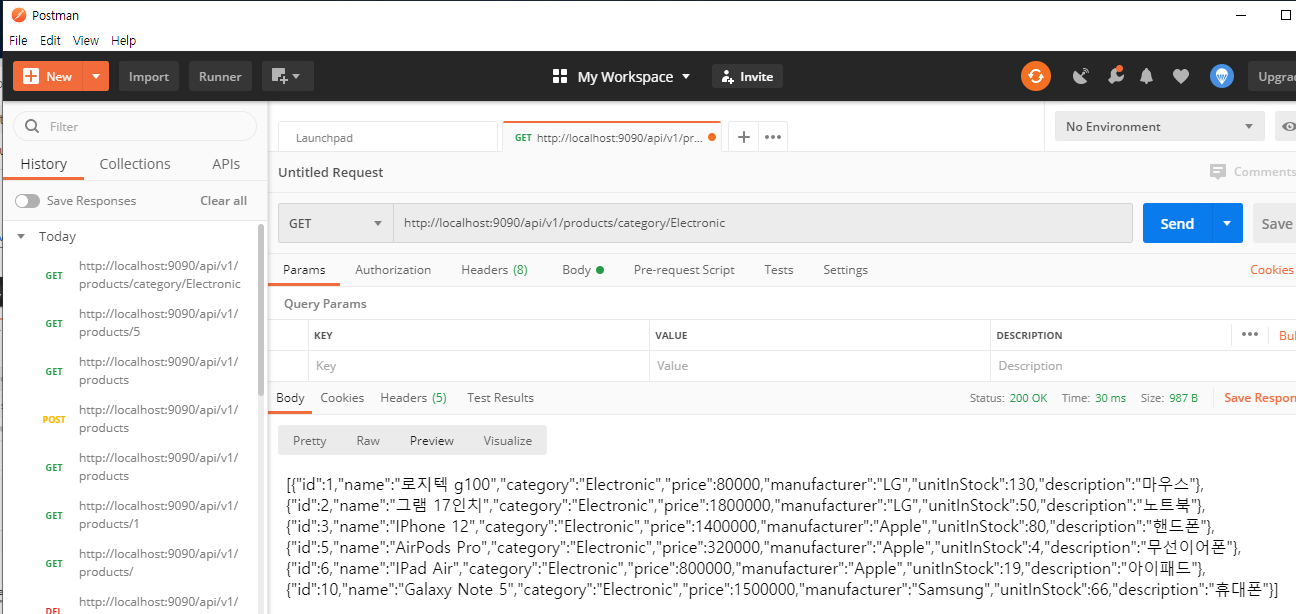 Postman
File Edit View Help
New Import Runner My Workspace Invite
Filter
Launchpad GET http://localhost:9090/api/v1/pr... No Environment
History Collections APIs
Untitled Request Comments
Save Responses Clear all
GET http://localhost:9090/api/v1/products/category/Electronic Send Save
Today
GET http://localhost:9090/api/v1/
products/category/Electronic
GET http://localhost:9090/api/v1/
products/5
GET http://localhost:9090/api/v1/
products
POST http://localhost:9090/api/v1/
products
GET http://localhost:9090/api/v1/
products
GET http://localhost:9090/api/v1/
products/1
GET http://localhost:9090/api/v1/
products/
DEL http://localhost:9090/api/v1/
Params Authorization Headers (8) Body Pre-request Script Tests Settings Cookies
Query Params
KEY VALUE DESCRIPTION
Key Value Description
Body Cookies Headers (5) Test Results Status: 200 OK Time: 30 ms Size: 987 B Save Respon
Pretty Raw Preview Visualize
[{"id":1,"name":"로지텍 g100","category":"Electronic","price":80000,"manufacturer":"LG","unitInStock":130,"description":"마우스"},
{"id":2,"name":"그램 17인치","category":"Electronic","price":1800000,"manufacturer":"LG","unitInStock":50,"description":"노트북"},
{"id":3,"name":"IPhone 12","category":"Electronic","price":1400000,"manufacturer":"Apple","unitInStock":80,"description":"핸드폰"},
{"id":5,"name":"AirPods Pro","category":"Electronic","price":320000,"manufacturer":"Apple","unitInStock":4,"description":"무선이어폰"},
{"id":6,"name":"IPad Air","category":"Electronic","price":800000,"manufacturer":"Apple","unitInStock":19,"description":"아이패드"},
{"id":10,"name":"Galaxy Note 5","category":"Electronic","price":1500000,"manufacturer":"Samsung","unitInStock":66,"description":"휴대폰"}]